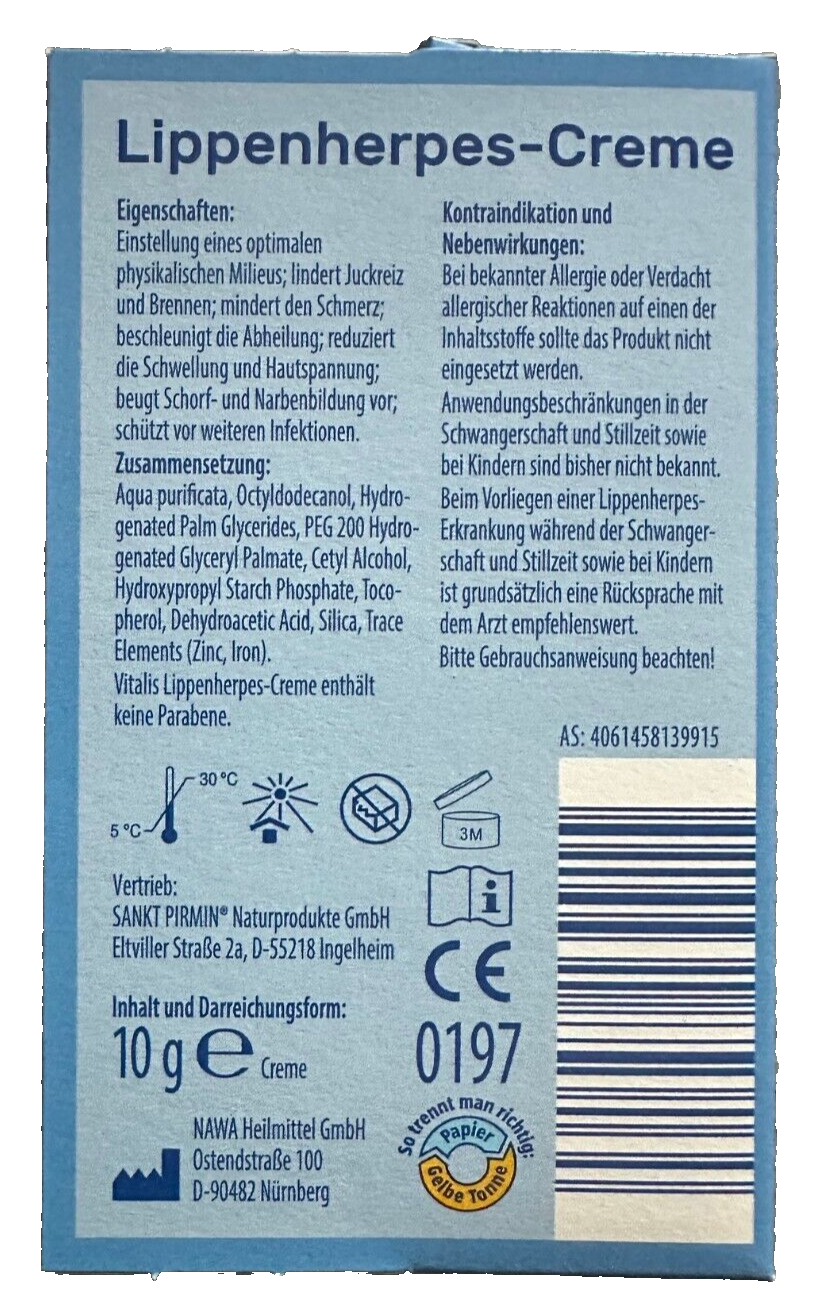 Lippenherpes-Creme
Eigenschaften:
Einstellung eines optimalen
physikalischen Milieus; lindert Juckreiz
und Brennen; mindert den Schmerz;
beschleunigt die Abheilung; reduziert
die Schwellung und Hautspannung;
beugt Schorf- und Narbenbildung vor;
schützt vor weiteren Infektionen.
Zusammensetzung:
Aqua purificata, Octyldodecanol, Hydro-
genated Palm Glycerides, PEG 200 Hydro-
genated Glyceryl Palmate, Cetyl Alcohol,
Hydroxypropyl Starch Phosphate, Toco-
pherol, Dehydroacetic Acid, Silica, Trace
Elements (Zinc, Iron).
Vitalis Lippenherpes-Creme enthält
keine Parabene.
Kontraindikation und
Nebenwirkungen:
Bei bekannter Allergie oder Verdacht
allergischer Reaktionen auf einen der
Inhaltsstoffe sollte das Produkt nicht
eingesetzt werden.
Anwendungsbeschränkungen in der
Schwangerschaft und Stillzeit sowie
bei Kindern sind bisher nicht bekannt.
Beim Vorliegen einer Lippenherpes-
Erkrankung während der Schwanger-
schaft und Stillzeit sowie bei Kindern
ist grundsätzlich eine Rücksprache mit
dem Arzt empfehlenswert.
Bitte Gebrauchsanweisung beachten!
AS: 4061458139915
30 °C
5 °C
3M
Vertrieb:
SANKT PIRMIN® Naturprodukte GmbH
Eltviller Straße 2a, D-55218 Ingelheim
Inhalt und Darreichungsform:
10 g e Creme
i
CE
0197
NAWA Heilmittel GmbH
Ostendstraße 100
D-90482 Nürnberg
So trennt man richtig:
Papier
Gelbe Tonne